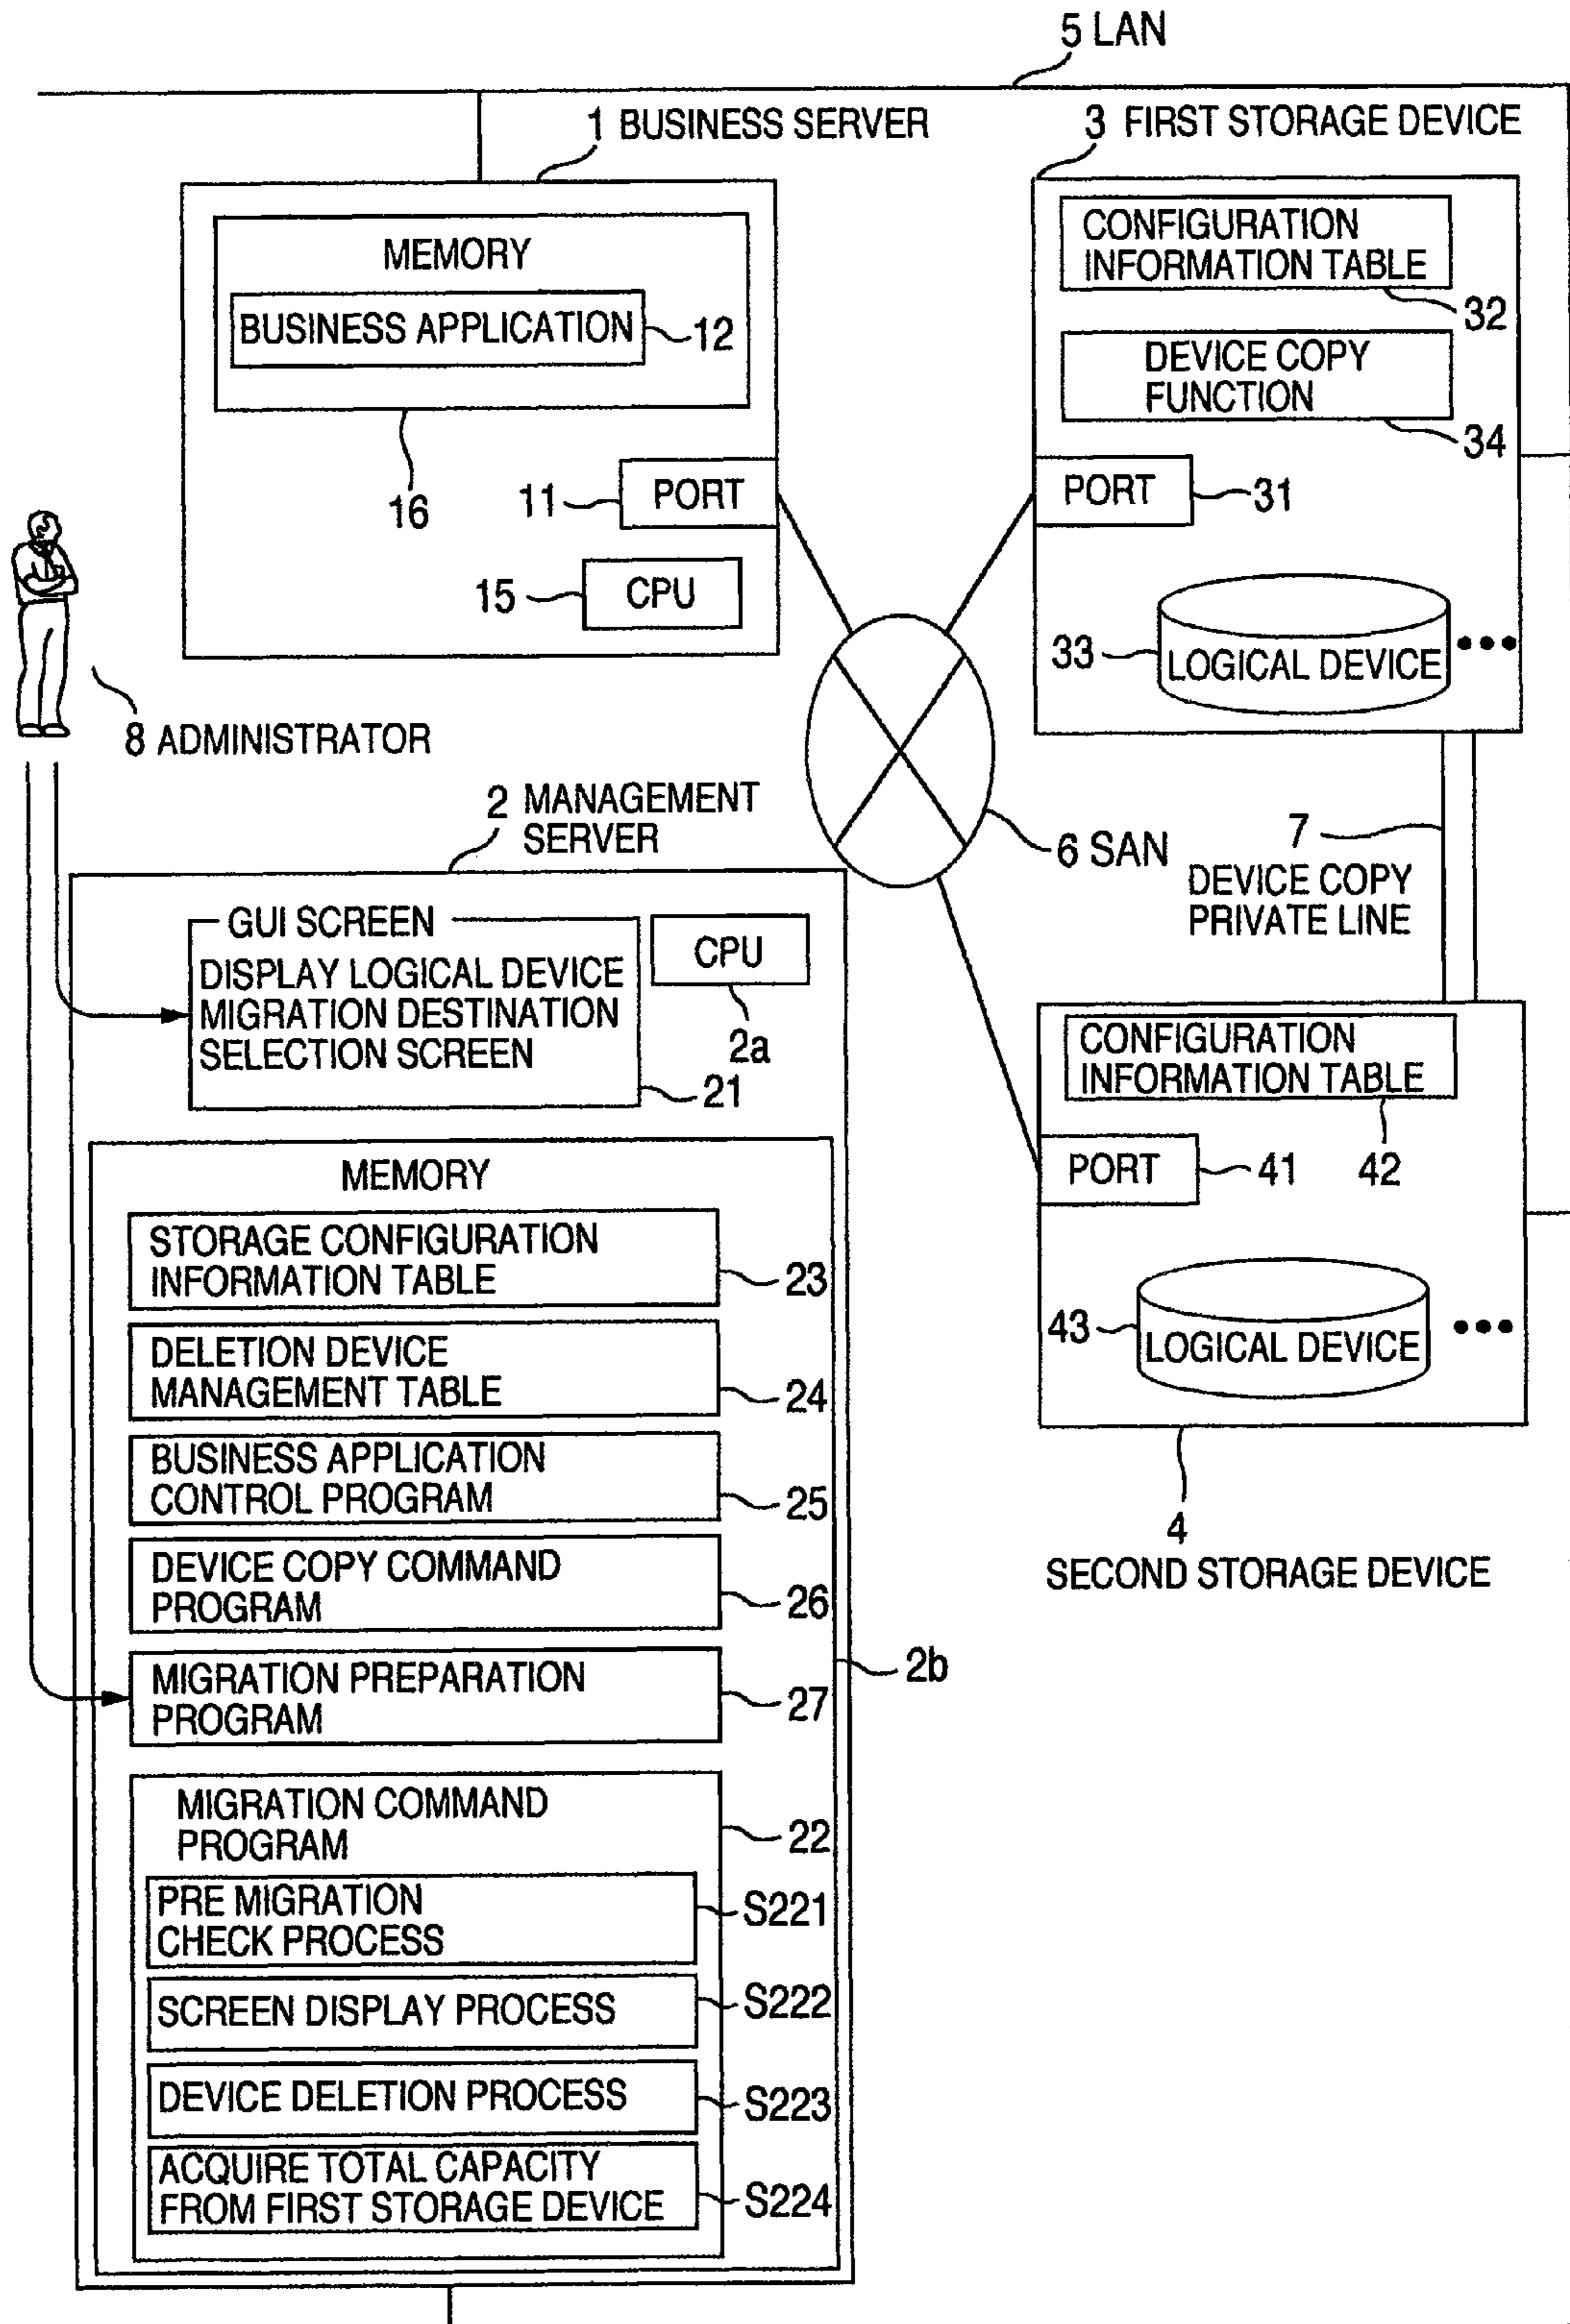 5 LAN
1 BUSINESS SERVER
MEMORY
BUSINESS APPLICATION
12
16
11
PORT
15
CPU
3 FIRST STORAGE DEVICE
CONFIGURATION
INFORMATION TABLE
32
DEVICE COPY
FUNCTION
34
PORT
31
33
LOGICAL DEVICE
8 ADMINISTRATOR
6 SAN
7
DEVICE COPY
PRIVATE LINE
2 MANAGEMENT
SERVER
GUI SCREEN
DISPLAY LOGICAL DEVICE
MIGRATION DESTINATION
SELECTION SCREEN
21
CPU
2a
MEMORY
STORAGE CONFIGURATION
INFORMATION TABLE
23
DELETION DEVICE
MANAGEMENT TABLE
24
BUSINESS APPLICATION
CONTROL PROGRAM
25
DEVICE COPY COMMAND
PROGRAM
26
MIGRATION PREPARATION
PROGRAM
27
2b
MIGRATION COMMAND
PROGRAM
22
PRE MIGRATION
CHECK PROCESS
S221
SCREEN DISPLAY PROCESS
S222
DEVICE DELETION PROCESS
S223
ACQUIRE TOTAL CAPACITY
FROM FIRST STORAGE DEVICE
S224
CONFIGURATION
INFORMATION TABLE
42
PORT
41
43
LOGICAL DEVICE
4
SECOND STORAGE DEVICE